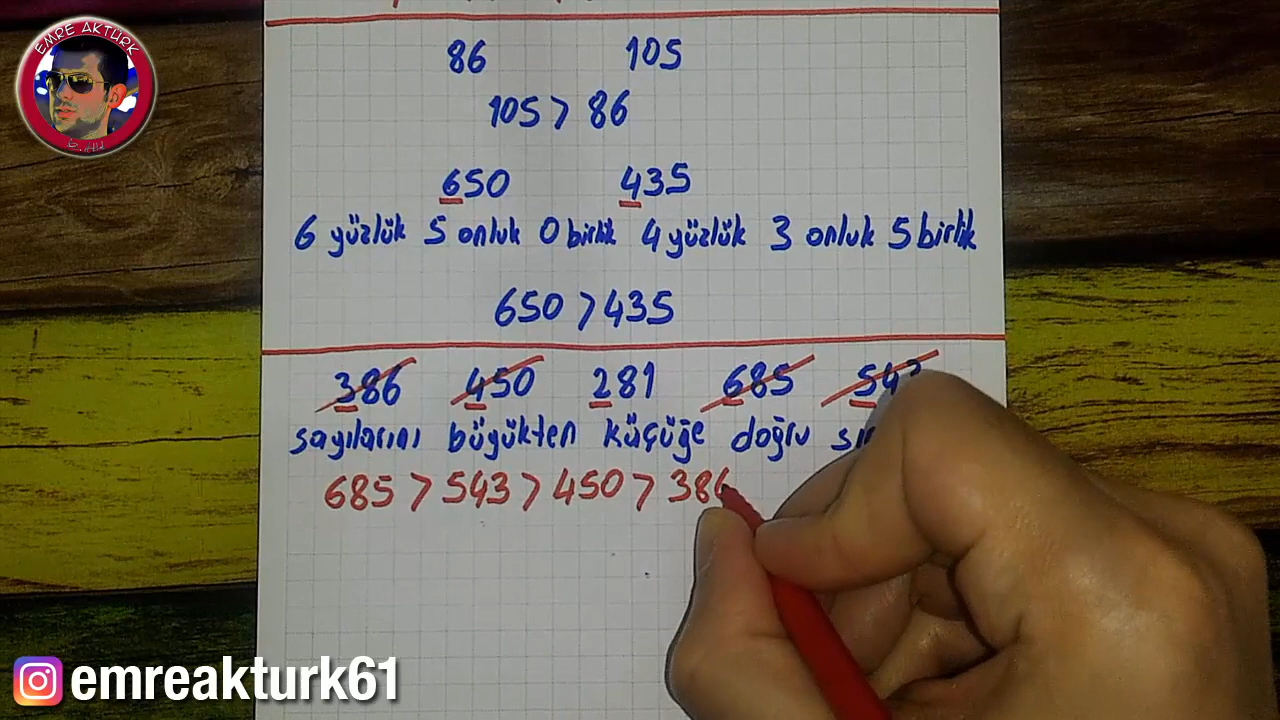 EMRE AKTÜRK
86 105
105 > 86
650 435
6 yüzlük 5 onluk 0 birlik 4 yüzlük 3 onluk 5 birlik
650 > 435
386 450 281 685
sayılarını büyükten küçüğe doğru
685 > 543 > 450 > 386
emreakturk61